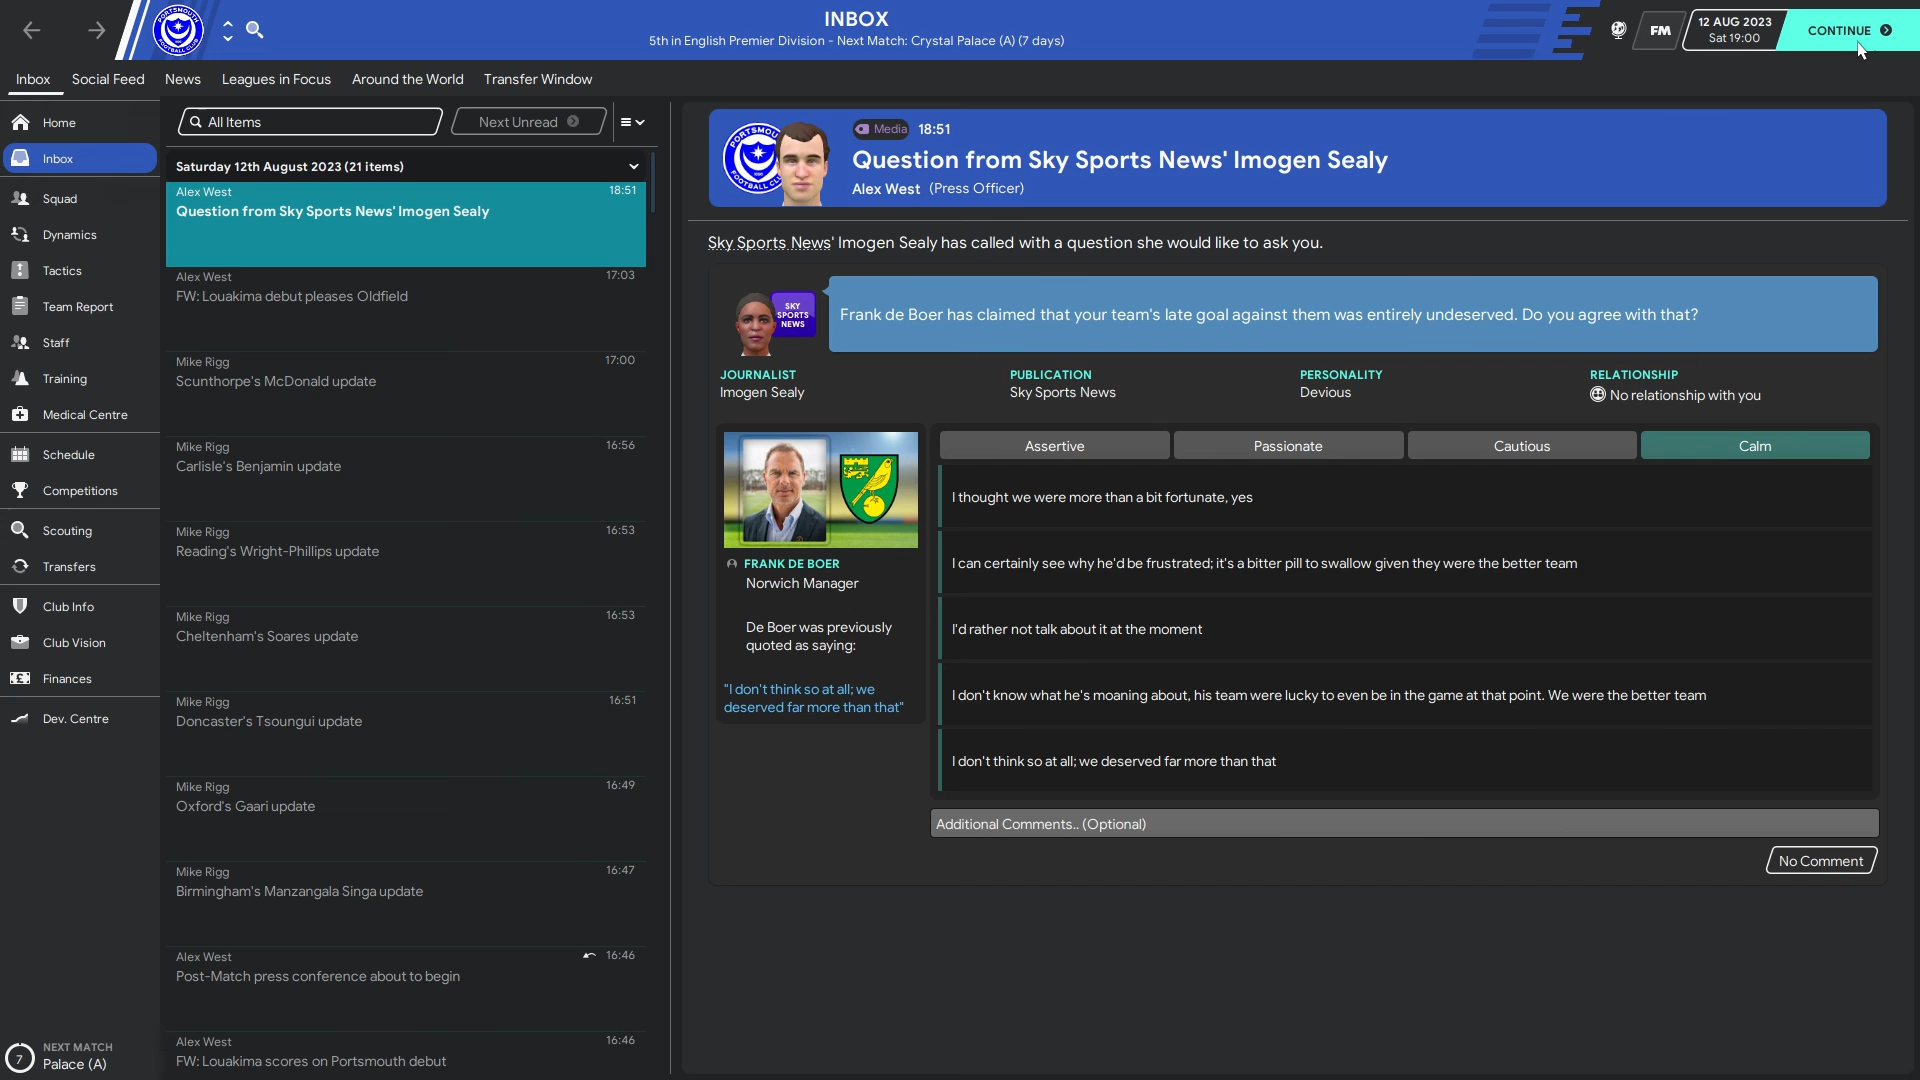 INBOX
5th in English Premier Division - Next Match: Crystal Palace (A) (7 days)
FM
12 AUG 2023
Sat 19:00
CONTINUE
Inbox
Social Feed
News
Leagues in Focus
Around the World
Transfer Window
Home
Inbox
Squad
Dynamics
Tactics
Team Report
Staff
Training
Medical Centre
Schedule
Competitions
Scouting
Transfers
Club Info
Club Vision
Finances
Dev. Centre
7
NEXT MATCH
Palace (A)
All Items
Next Unread
Saturday 12th August 2023 (21 items)
Alex West 18:51
Question from Sky Sports News' Imogen Sealy
Alex West 17:03
FW: Louakima debut pleases Oldfield
Mike Rigg 17:00
Scunthorpe's McDonald update
Mike Rigg 16:56
Carlisle's Benjamin update
Mike Rigg 16:53
Reading's Wright-Phillips update
Mike Rigg 16:53
Cheltenham's Soares update
Mike Rigg 16:51
Doncaster's Tsoungui update
Mike Rigg 16:49
Oxford's Gaari update
Mike Rigg 16:47
Birmingham's Manzangala Singa update
Alex West 16:46
Post-Match press conference about to begin
Alex West 16:46
FW: Louakima scores on Portsmouth debut
PORTSMOUTH
FOOTBALL CLUB
Media 18:51
Question from Sky Sports News' Imogen Sealy
Alex West (Press Officer)
Sky Sports News' Imogen Sealy has called with a question she would like to ask you.
SKY
SPORTS
NEWS
Frank de Boer has claimed that your team's late goal against them was entirely undeserved. Do you agree with that?
JOURNALIST
Imogen Sealy
PUBLICATION
Sky Sports News
PERSONALITY
Devious
RELATIONSHIP
No relationship with you
FRANK DE BOER
Norwich Manager
De Boer was previously
quoted as saying:
"I don't think so at all; we
deserved far more than that"
Assertive
Passionate
Cautious
Calm
I thought we were more than a bit fortunate, yes
I can certainly see why he'd be frustrated; it's a bitter pill to swallow given they were the better team
I'd rather not talk about it at the moment
I don't know what he's moaning about, his team were lucky to even be in the game at that point. We were the better team
I don't think so at all; we deserved far more than that
Additional Comments.. (Optional)
No Comment